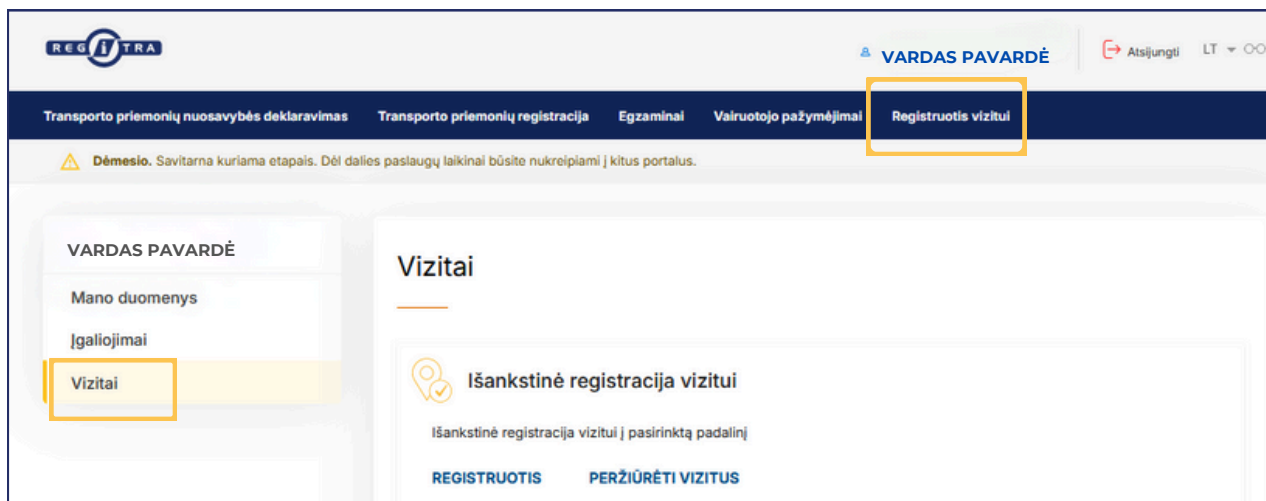 REGITRA
VARDAS PAVARDĖ
Atsijungti
LT
Transporto priemonių nuosavybės deklaravimas
Transporto priemonių registracija
Egzaminai
Vairuotojo pažymėjimai
Registruotis vizitui
Dėmesio. Savitarna kuriama etapais. Dėl dalies paslaugų laikinai būsite nukreipiami į kitus portalus.
VARDAS PAVARDĖ
Mano duomenys
Įgaliojimai
Vizitai
Vizitai
Išankstinė registracija vizitui
Išankstinė registracija vizitui į pasirinktą padalinį
REGISTRUOTIS
PERŽIŪRĖTI VIZITUS